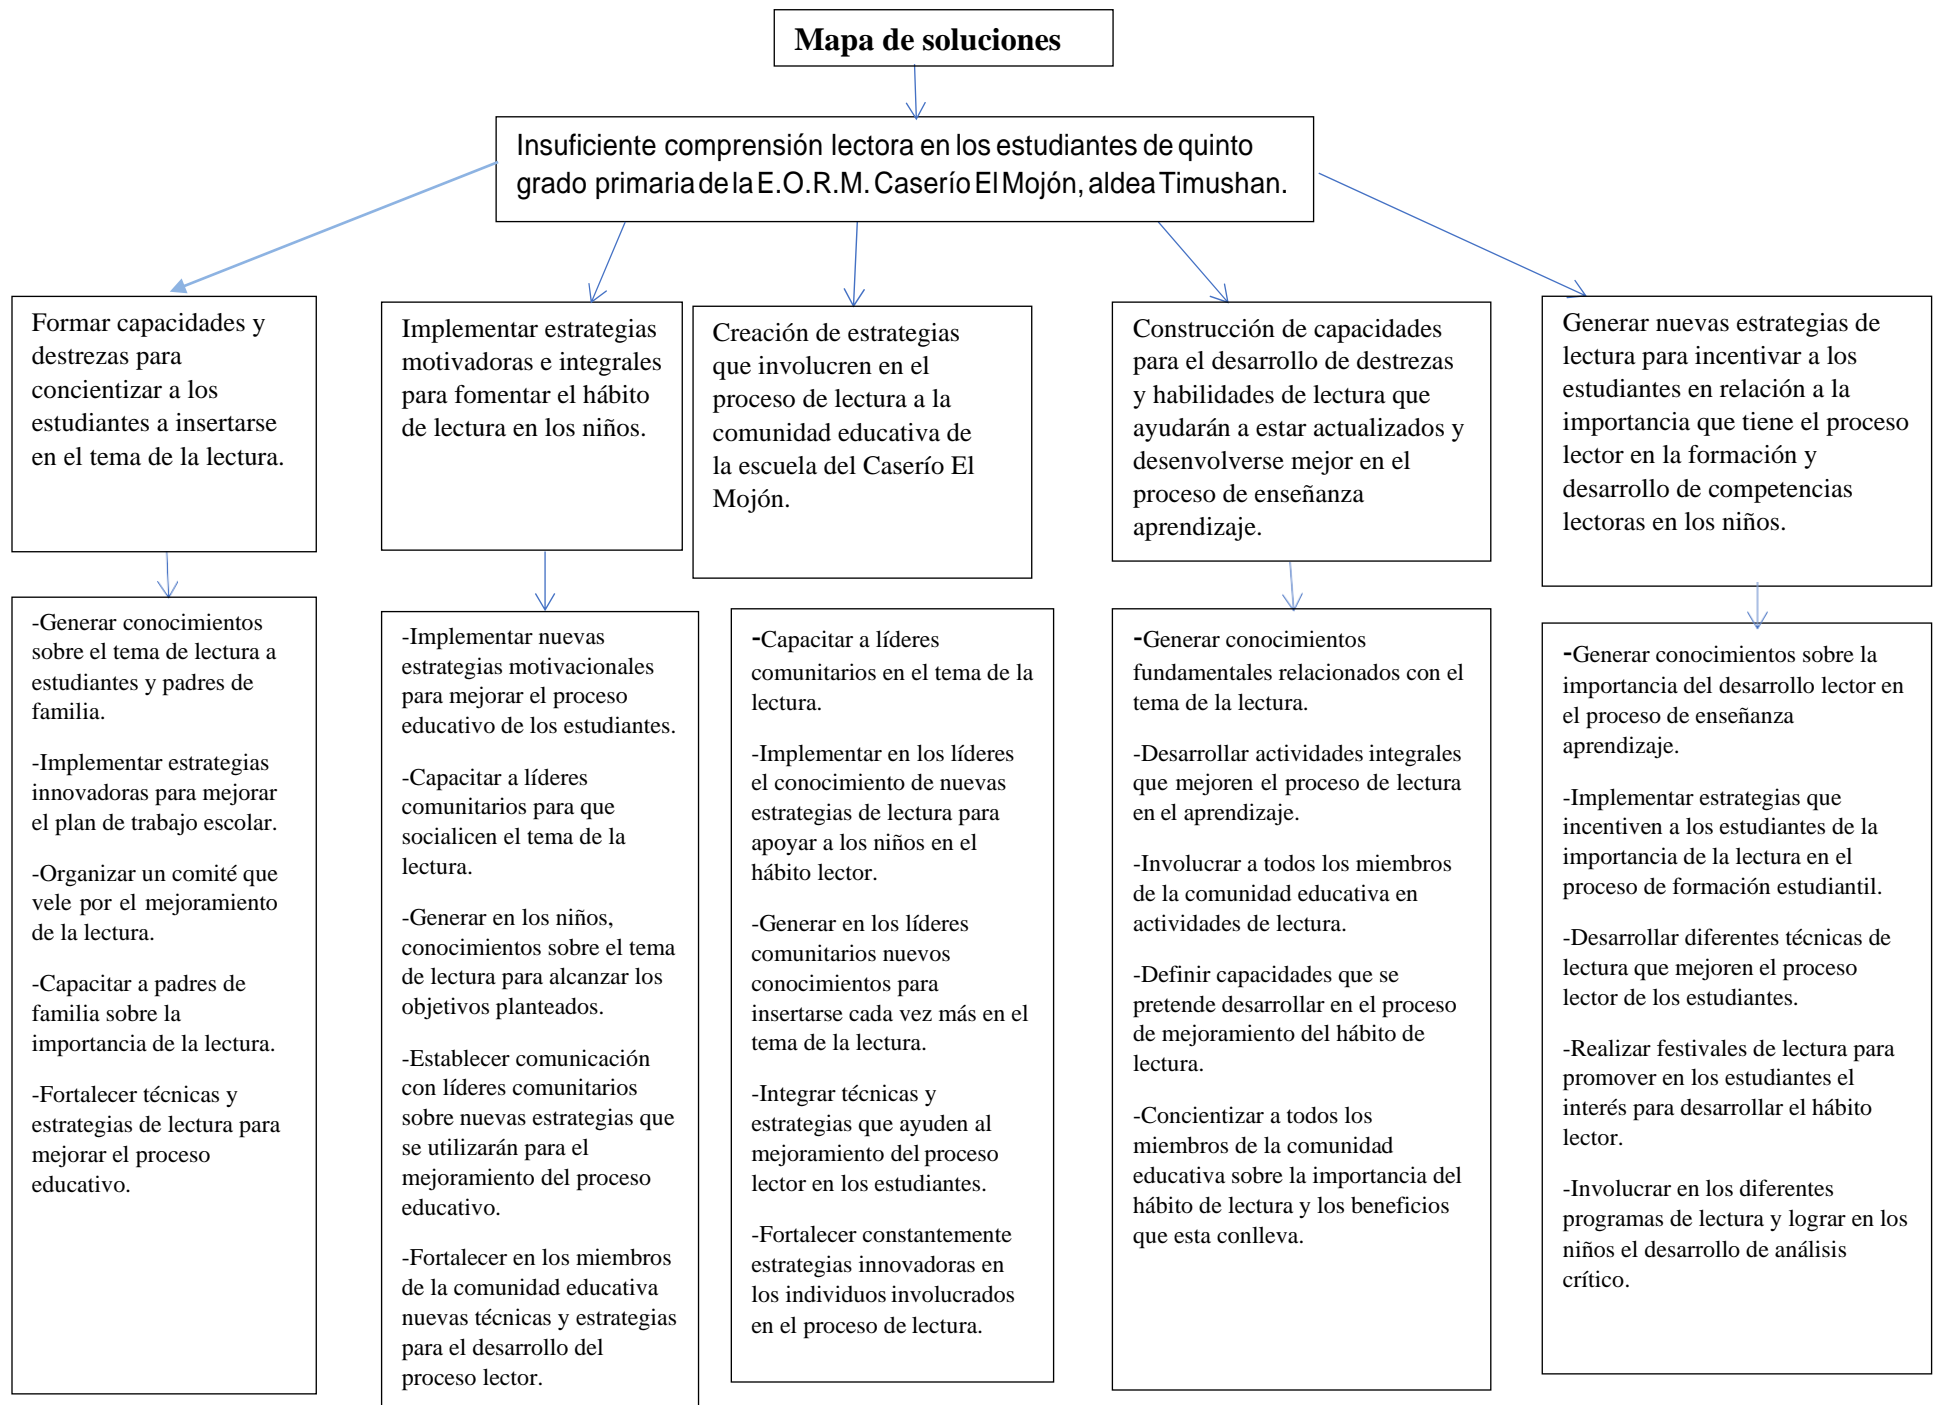 Mapa de soluciones
Insuficiente comprensión lectora en los estudiantes de quinto
grado primaria de la E.O.R.M. Caserío El Mojón, aldea Timushan.
Formar capacidades y
destrezas para
concientizar a los
estudiantes a insertarse
en el tema de la lectura.
Implementar estrategias
motivadoras e integrales
para fomentar el hábito
de lectura en los niños.
Creación de estrategias
que involucren en el
proceso de lectura a la
comunidad educativa de
la escuela del Caserío El
Mojón.
Construcción de capacidades
para el desarrollo de destrezas
y habilidades de lectura que
ayudarán a estar actualizados y
desenvolverse mejor en el
proceso de enseñanza
aprendizaje.
Generar nuevas estrategias de
lectura para incentivar a los
estudiantes en relación a la
importancia que tiene el proceso
lector en la formación y
desarrollo de competencias
lectoras en los niños.
-Generar conocimientos
sobre el tema de lectura a
estudiantes y padres de
familia.
-Implementar estrategias
innovadoras para mejorar
el plan de trabajo escolar.
-Organizar un comité que
vele por el mejoramiento
de la lectura.
-Capacitar a padres de
familia sobre la
importancia de la lectura.
-Fortalecer técnicas y
estrategias de lectura para
mejorar el proceso
educativo.
-Implementar nuevas
estrategias motivacionales
para mejorar el proceso
educativo de los estudiantes.
-Capacitar a líderes
comunitarios para que
socialicen el tema de la
lectura.
-Generar en los niños,
conocimientos sobre el tema
de lectura para alcanzar los
objetivos planteados.
-Establecer comunicación
con líderes comunitarios
sobre nuevas estrategias que
se utilizarán para el
mejoramiento del proceso
educativo.
-Fortalecer en los miembros
de la comunidad educativa
nuevas técnicas y estrategias
para el desarrollo del
proceso lector.
-Capacitar a líderes
comunitarios en el tema de la
lectura.
-Implementar en los líderes
el conocimiento de nuevas
estrategias de lectura para
apoyar a los niños en el
hábito lector.
-Generar en los líderes
comunitarios nuevos
conocimientos para
insertarse cada vez más en el
tema de la lectura.
-Integrar técnicas y
estrategias que ayuden al
mejoramiento del proceso
lector en los estudiantes.
-Fortalecer constantemente
estrategias innovadoras en
los individuos involucrados
en el proceso de lectura.
-Generar conocimientos
fundamentales relacionados con el
tema de la lectura.
-Desarrollar actividades integrales
que mejoren el proceso de lectura
en el aprendizaje.
-Involucrar a todos los miembros
de la comunidad educativa en
actividades de lectura.
-Definir capacidades que se
pretende desarrollar en el proceso
de mejoramiento del hábito de
lectura.
-Concientizar a todos los
miembros de la comunidad
educativa sobre la importancia del
hábito de lectura y los beneficios
que esta conlleva.
-Generar conocimientos sobre la
importancia del desarrollo lector en
el proceso de enseñanza
aprendizaje.
-Implementar estrategias que
incentiven a los estudiantes de la
importancia de la lectura en el
proceso de formación estudiantil.
-Desarrollar diferentes técnicas de
lectura que mejoren el proceso
lector de los estudiantes.
-Realizar festivales de lectura para
promover en los estudiantes el
interés para desarrollar el hábito
lector.
-Involucrar en los diferentes
programas de lectura y lograr en los
niños el desarrollo de análisis
crítico.